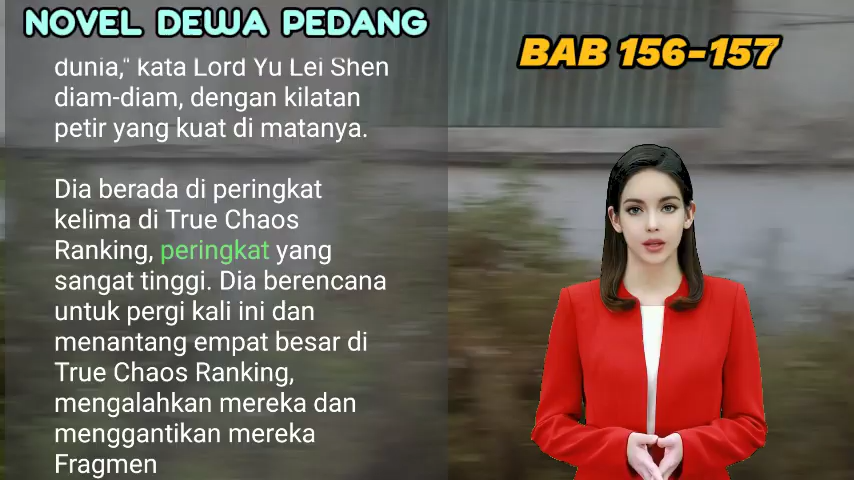 NOVEL DEWA PEDANG
BAB 156-157
dunia," kata Lord Yu Lei Shen
diam-diam, dengan kilatan
petir yang kuat di matanya.
Dia berada di peringkat
kelima di True Chaos
Ranking, peringkat yang
sangat tinggi. Dia berencana
untuk pergi kali ini dan
menantang empat besar di
True Chaos Ranking,
mengalahkan mereka dan
menggantikan mereka
Fragmen